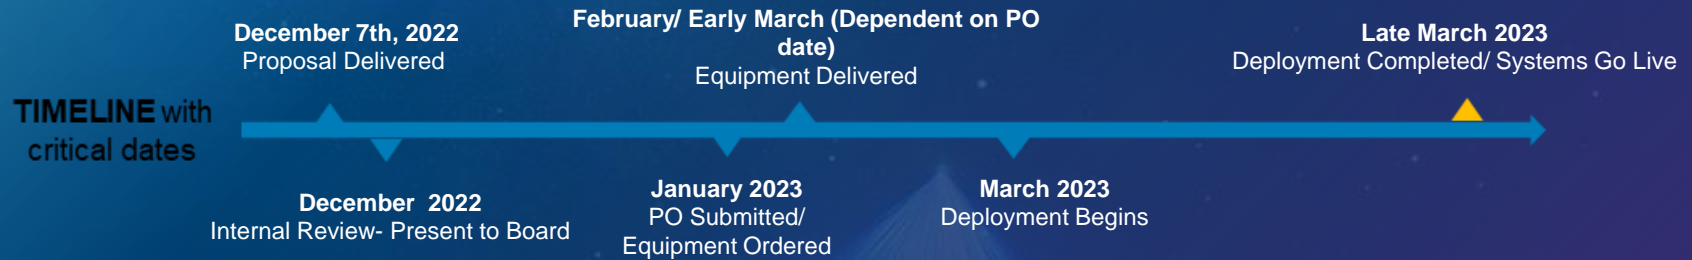 TIMELINE with
critical dates
December 7th, 2022
Proposal Delivered
December  2022
Internal Review- Present to Board
January 2023
PO Submitted/
Equipment Ordered
February/ Early March (Dependent on PO
date)
Equipment Delivered
March 2023
Deployment Begins
Late March 2023
Deployment Completed/ Systems Go Live